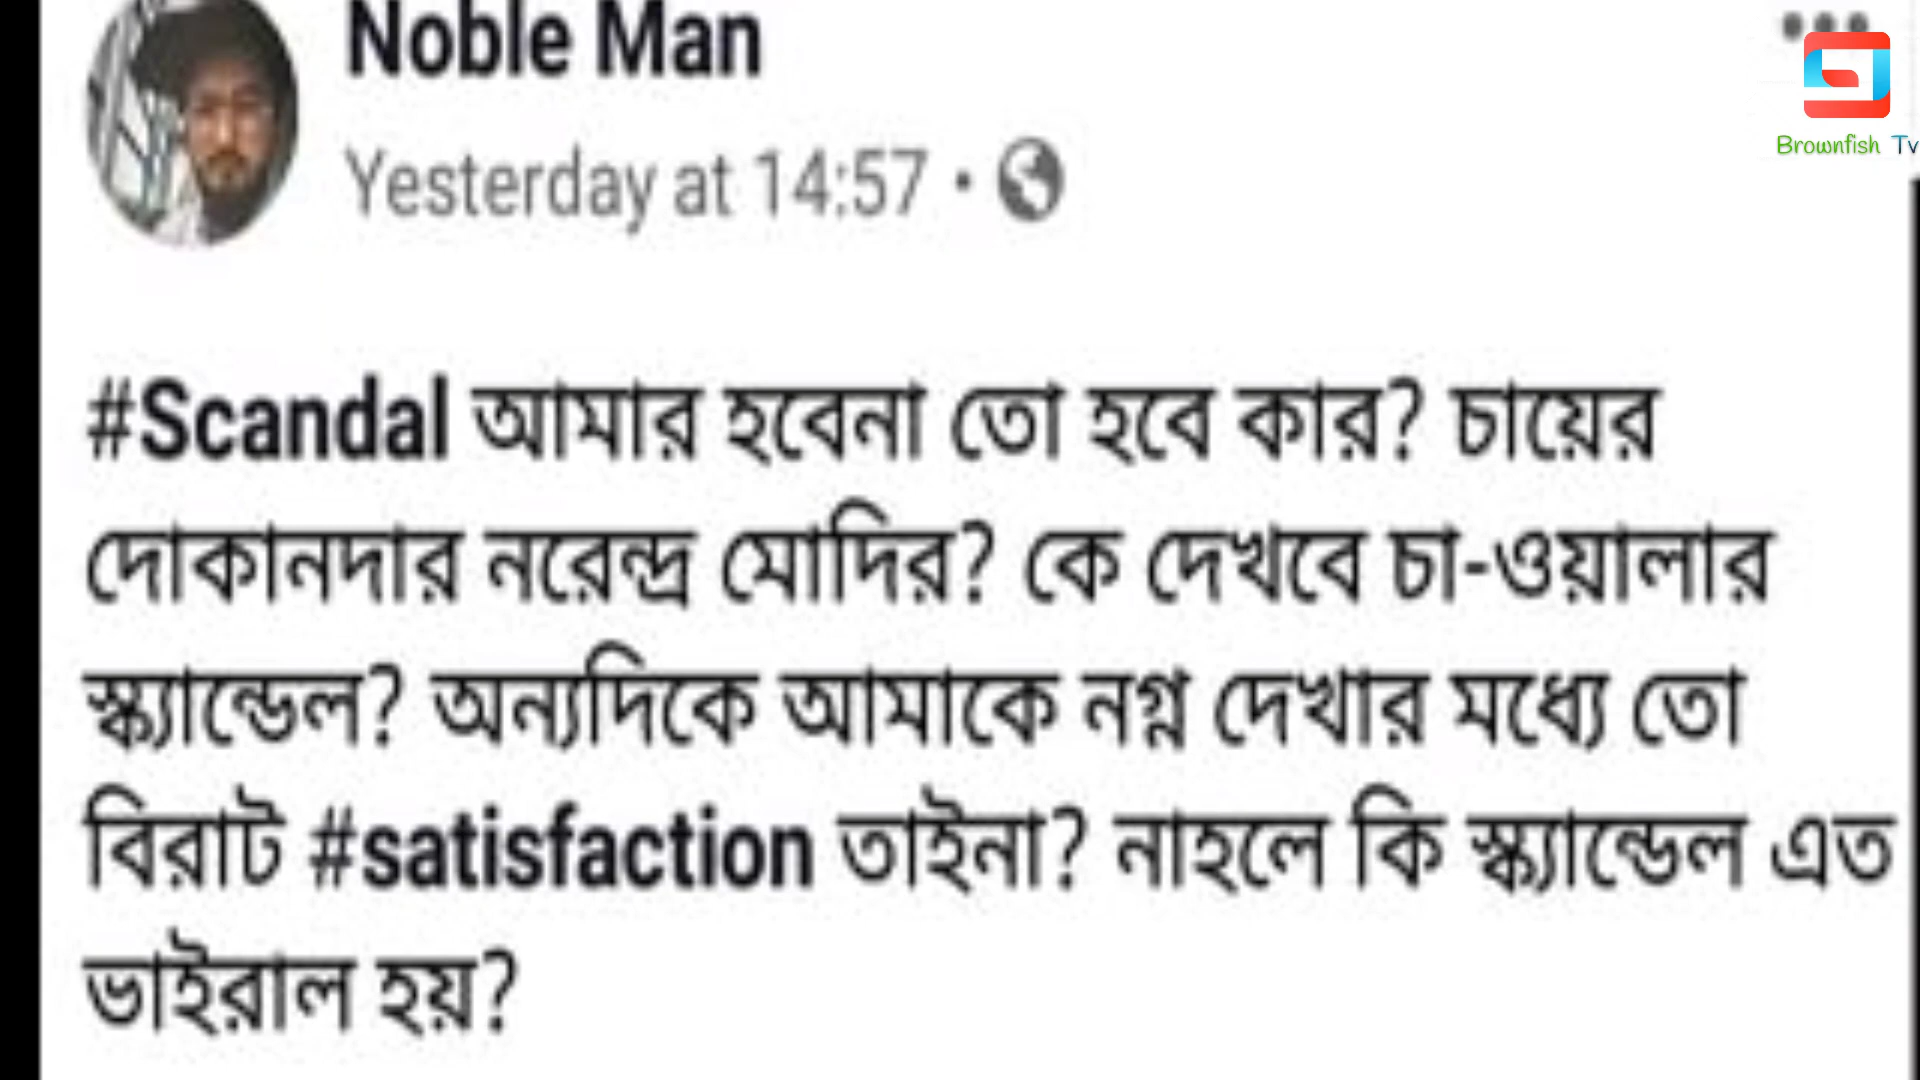 Noble Man
Brownfish Tv
Yesterday at 14:57 ·
#Scandal আমার হবেনা তো হবে কার? চায়ের
দোকানদার নরেন্দ্র মোদির? কে দেখবে চা-ওয়ালার
স্ক্যান্ডেল? অন্যদিকে আমাকে নগ্ন দেখার মধ্যে তো
বিরাট #satisfaction তাইনা? নাহলে কি স্ক্যান্ডেল এত
ভাইরাল হয়?